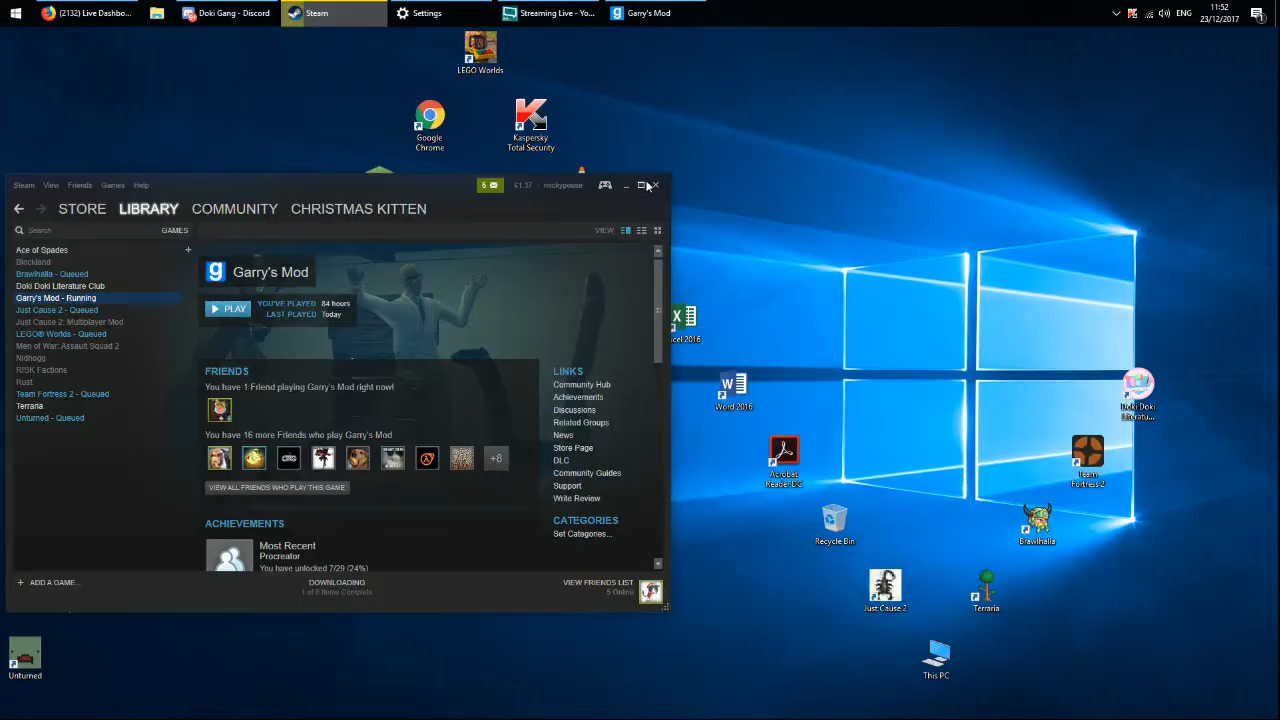 (2132) Live Dashbo...
Doki Gang - Discord
Steam
Settings
Streaming Live - Yo...
Garry's Mod
ENG
11:52
23/12/2017
LEGO Worlds
Google
Chrome
Kaspersky
Total Security
Steam View Friends Games Help
5
£1.37
mickypouse
STORE LIBRARY COMMUNITY CHRISTMAS KITTEN
Search
GAMES
VIEW
Ace of Spades
Blockland
Brawlhalla - Queued
Doki Doki Literature Club
Garry's Mod - Running
Just Cause 2 - Queued
Just Cause 2: Multiplayer Mod
LEGO® Worlds - Queued
Men of War: Assault Squad 2
Nidhogg
RISK Factions
Rust
Team Fortress 2 - Queued
Terraria
Unturned - Queued
Garry's Mod
PLAY
YOU'VE PLAYED 84 hours
LAST PLAYED Today
FRIENDS
You have 1 Friend playing Garry's Mod right now!
You have 16 more Friends who play Garry's Mod
+8
VIEW ALL FRIENDS WHO PLAY THIS GAME
ACHIEVEMENTS
Most Recent
Procreator
You have unlocked 7/29 (24%)
LINKS
Community Hub
Achievements
Discussions
Related Groups
News
Store Page
DLC
Community Guides
Support
Write Review
CATEGORIES
Set Categories...
+ ADD A GAME...
DOWNLOADING
1 of 6 Items Complete
VIEW FRIENDS LIST
5 Online
xcel 2016
Word 2016
Acrobat
Reader DC
Recycle Bin
Just Cause 2
This PC
Terraria
Brawlhalla
Team
Fortress 2
Doki Doki
Literatu...
Unturned